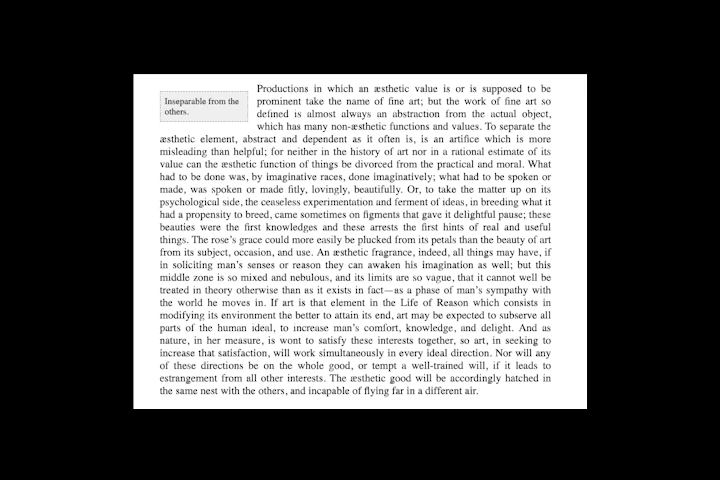 Inseparable from the
others.
Productions in which an æsthetic value is or is supposed to be
prominent take the name of fine art; but the work of fine art so
defined is almost always an abstraction from the actual object,
which has many non-æsthetic functions and values. To separate the
æsthetic element, abstract and dependent as it often is, is an artifice which is more
misleading than helpful; for neither in the history of art nor in a rational estimate of its
value can the æsthetic function of things be divorced from the practical and moral. What
had to be done was, by imaginative races, done imaginatively; what had to be spoken or
made, was spoken or made fitly, lovingly, beautifully. Or, to take the matter up on its
psychological side, the ceaseless experimentation and ferment of ideas, in breeding what it
had a propensity to breed, came sometimes on figments that gave it delightful pause; these
beauties were the first knowledges and these arrests the first hints of real and useful
things. The rose’s grace could more easily be plucked from its petals than the beauty of art
from its subject, occasion, and use. An æsthetic fragrance, indeed, all things may have, if
in soliciting man’s senses or reason they can awaken his imagination as well; but this
middle zone is so mixed and nebulous, and its limits are so vague, that it cannot well be
treated in theory otherwise than as it exists in fact—as a phase of man’s sympathy with
the world he moves in. If art is that element in the Life of Reason which consists in
modifying its environment the better to attain its end, art may be expected to subserve all
parts of the human ideal, to increase man’s comfort, knowledge, and delight. And as
nature, in her measure, is wont to satisfy these interests together, so art, in seeking to
increase that satisfaction, will work simultaneously in every ideal direction. Nor will any
of these directions be on the whole good, or tempt a well-trained will, if it leads to
estrangement from all other interests. The æsthetic good will be accordingly hatched in
the same nest with the others, and incapable of flying far in a different air.